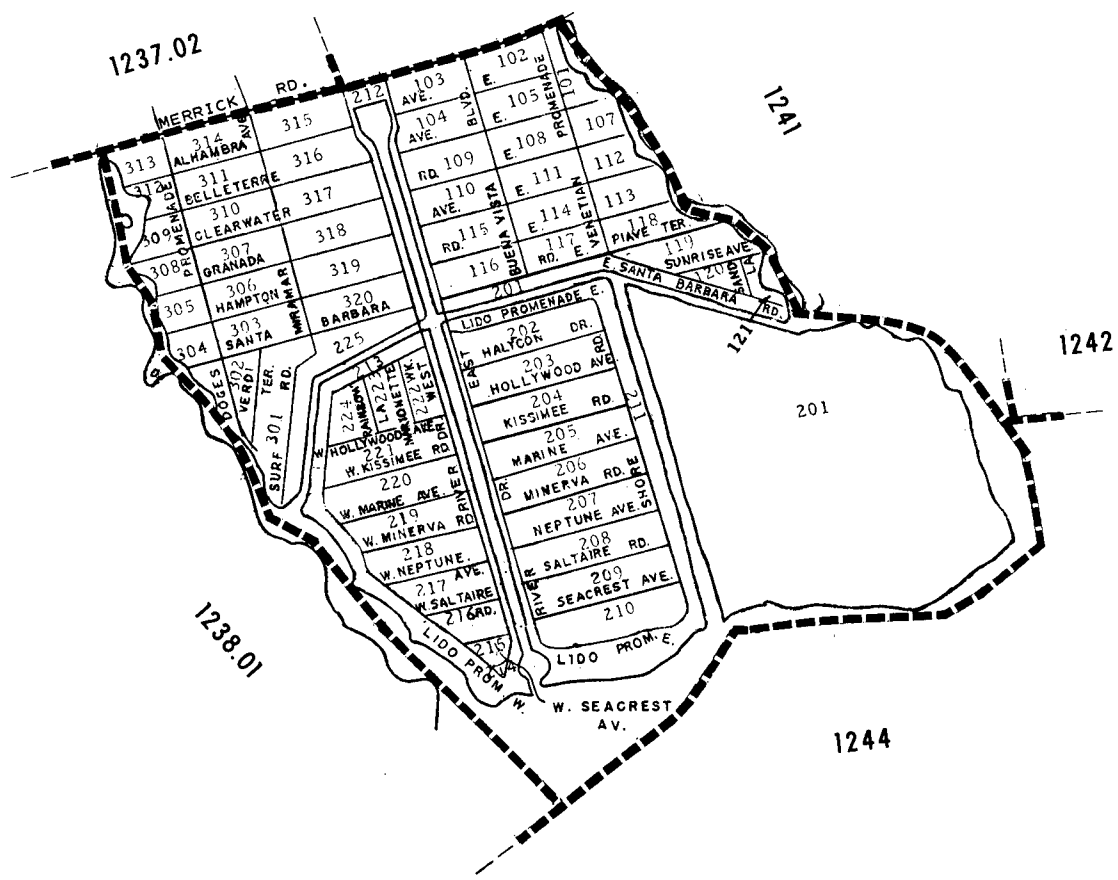 1237.02
MERRICK RD.
212
103
102
E.
AVE.
BLVD.
PROMENADE
101
1241
104
AVE.
105
E.
107
313
314
AVE
315
ALHAMBRA
312
311
316
BELLETERRE
PROMENADE
RD.
109
108
E.
112
310
317
CLEARWATER
110
AVE.
111
E.
113
309
307
318
GRANADA
115
RD.
BUENA VISTA
114
E.
VENETIAN
118
PIAVE TER.
308
306
319
HAMPTON
MIRAMAR
116
117
RD.
E.
119
SUNRISE AVE
120
SAND
LA
305
303
320
SANTA BARBARA
E. SANTA BARBARA RD.
121
304
302
225
LIDO PROMENADE E.
1242
DOGES
VERDI TER.
RD.
202
HALYCON DR.
EAST
203
HOLLYWOOD AVE.
RD.
224
RAINBOW
LA
MARIONETTE
222
WK.
WEST
204
KISSIMEE RD.
211
201
SURF
301
W. HOLLYWOOD AVE.
221
W. KISSIMEE RD.
DR.
205
MARINE AVE.
220
W. MARINE AVE.
RIVER
206
MINERVA RD.
DR.
SHORE
219
W. MINERVA RD.
207
NEPTUNE AVE.
218
W. NEPTUNE AVE.
208
SALTAIRE RD.
217
W. SALTAIRE RD.
RIVER
209
SEACREST AVE.
216
210
215
LIDO PROM. W.
LIDO PROM. E.
1238.01
W. SEACREST
AV.
1244